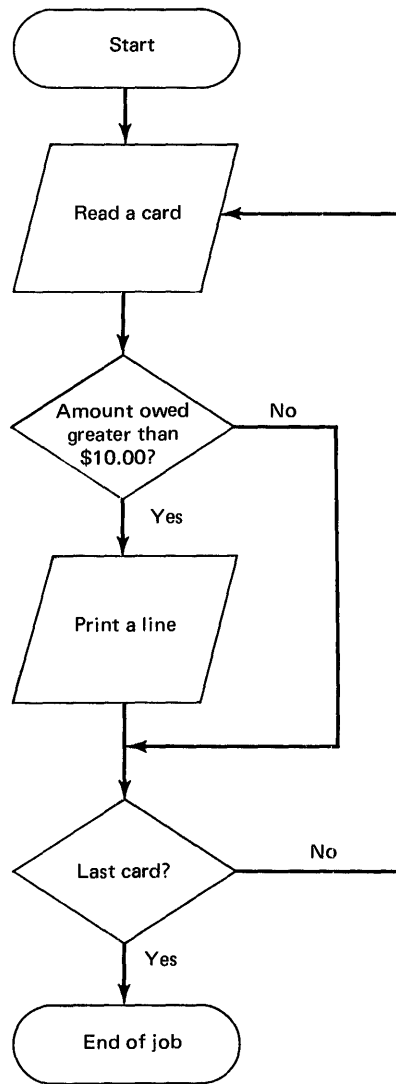 Start
Read a card
Amount owed
greater than
$10.00?
No
Yes
Print a line
Last card?
No
Yes
End of job